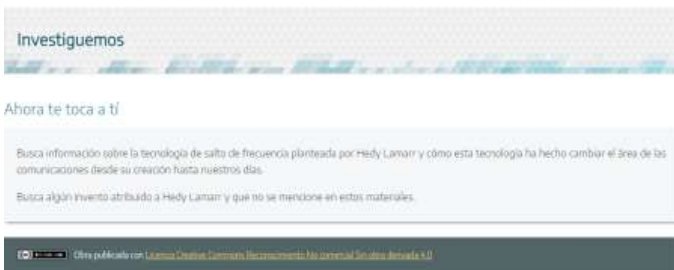 Investiguemos
Ahora te toca a tí
Busca información sobre la tecnología de salto de frecuencia planteada por Hedy Lamarr y cómo esta tecnología ha hecho cambiar el área de las
comunicaciones desde su creación hasta nuestros días.
Busca algún invento atribuido a Hedy Lamarr y que no se mencione en estos materiales.
Obra publicada con Licencia Creative Commons Reconocimiento No comercial Sin obra derivada 4.0